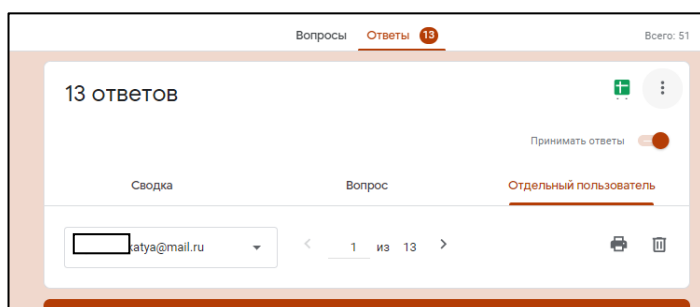 Вопросы Ответы 13 Всего: 51
13 ответов
Принимать ответы
Сводка Вопрос Отдельный пользователь
katya@mail.ru 1 из 13